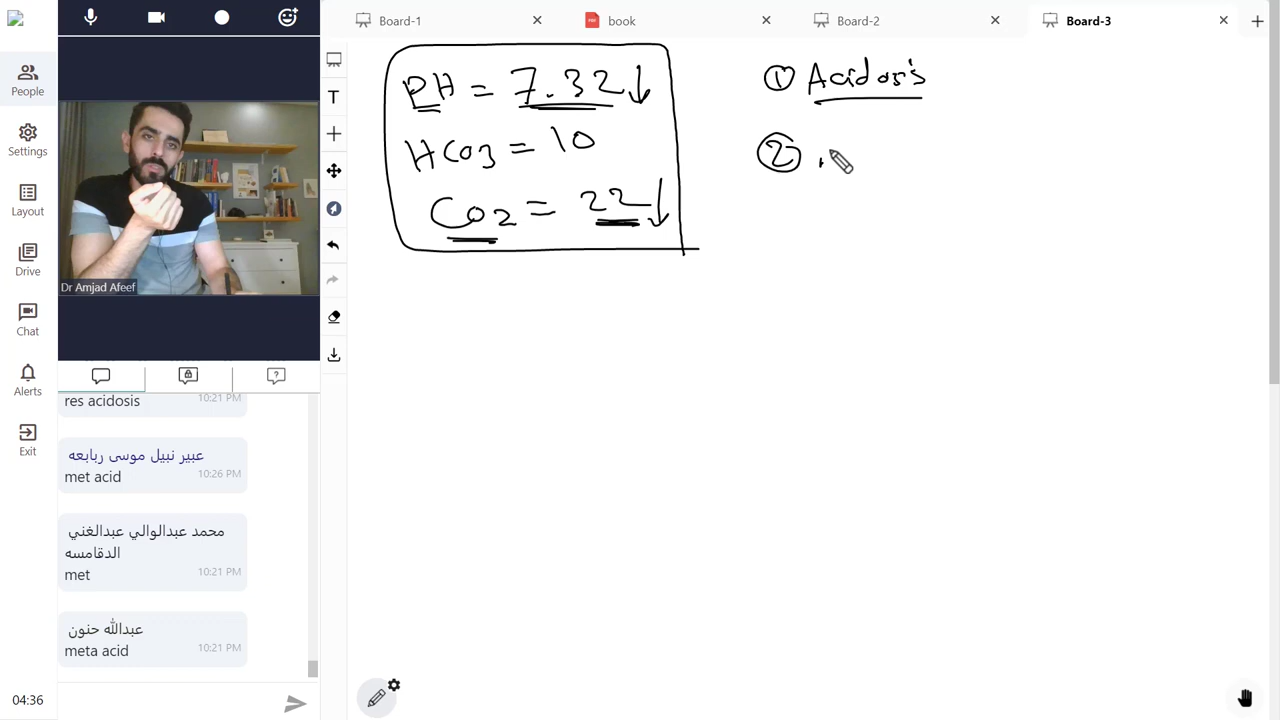 Board-1
book
Board-2
Board-3
People
Settings
Layout
Drive
Chat
Alerts
Exit
04:36
Dr Amjad Afeef
res acidosis
10:21 PM
عبير نبيل موسى ربابعه
met acid
10:26 PM
محمد عبدالوالي عبدالغني
الدقامسه
met
10:21 PM
عبدالله حنون
meta acid
10:21 PM
T
PH = 7.32 ↓
HCO3 = 10
CO2 = 22 ↓
① Acidosis
②